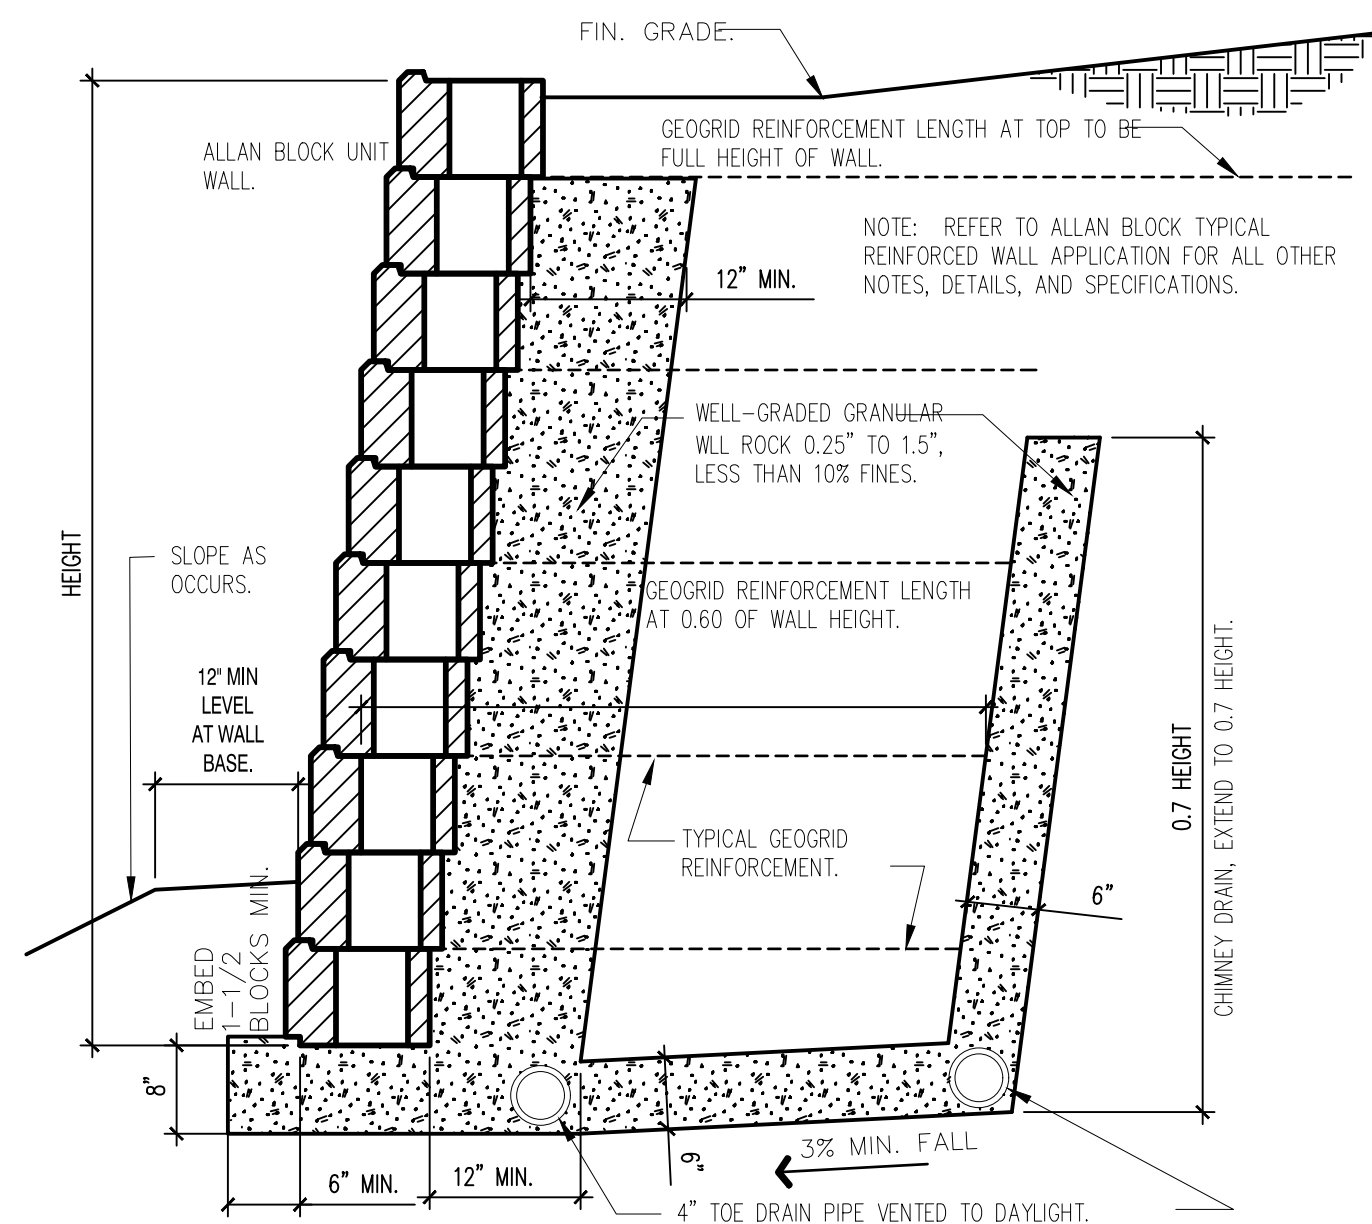 FIN. GRADE.
GEOGRID REINFORCEMENT LENGTH AT TOP TO BE
FULL HEIGHT OF WALL.
ALLAN BLOCK UNIT
WALL.
NOTE: REFER TO ALLAN BLOCK TYPICAL
REINFORCED WALL APPLICATION FOR ALL OTHER
NOTES, DETAILS, AND SPECIFICATIONS.
12" MIN.
WELL-GRADED GRANULAR
WLL ROCK 0.25" TO 1.5",
LESS THAN 10% FINES.
HEIGHT
SLOPE AS
OCCURS.
GEOGRID REINFORCEMENT LENGTH
AT 0.60 OF WALL HEIGHT.
12" MIN
LEVEL
AT WALL
BASE.
0.7 HEIGHT
CHIMNEY DRAIN, EXTEND TO 0.7 HEIGHT.
TYPICAL GEOGRID
REINFORCEMENT.
6"
EMBED
1-1/2
BLOCKS MIN.
8"
6" MIN.
12" MIN.
6"
3% MIN. FALL
4" TOE DRAIN PIPE VENTED TO DAYLIGHT.